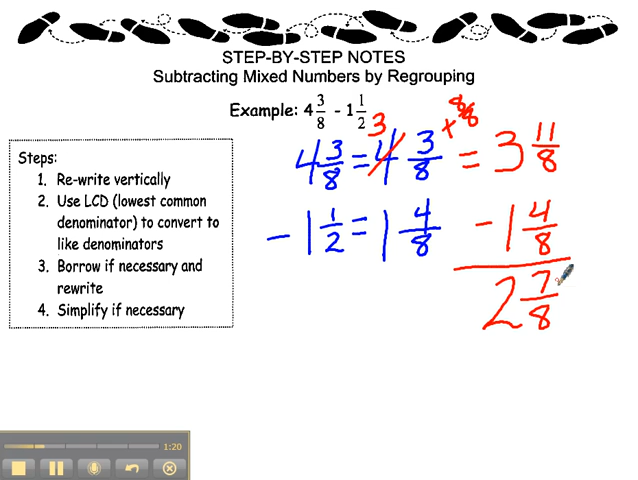 STEP-BY-STEP NOTES
Subtracting Mixed Numbers by Regrouping
Example: 4 3/8 - 1 1/2
Steps:
1. Re-write vertically
2. Use LCD (lowest common
denominator) to convert to
like denominators
3. Borrow if necessary and
rewrite
4. Simplify if necessary
3 + 8/8
4 3/8 = 4 3/8 = 3 11/8
- 1 1/2 = 1 4/8 - 1 4/8
2 7/8
1:20